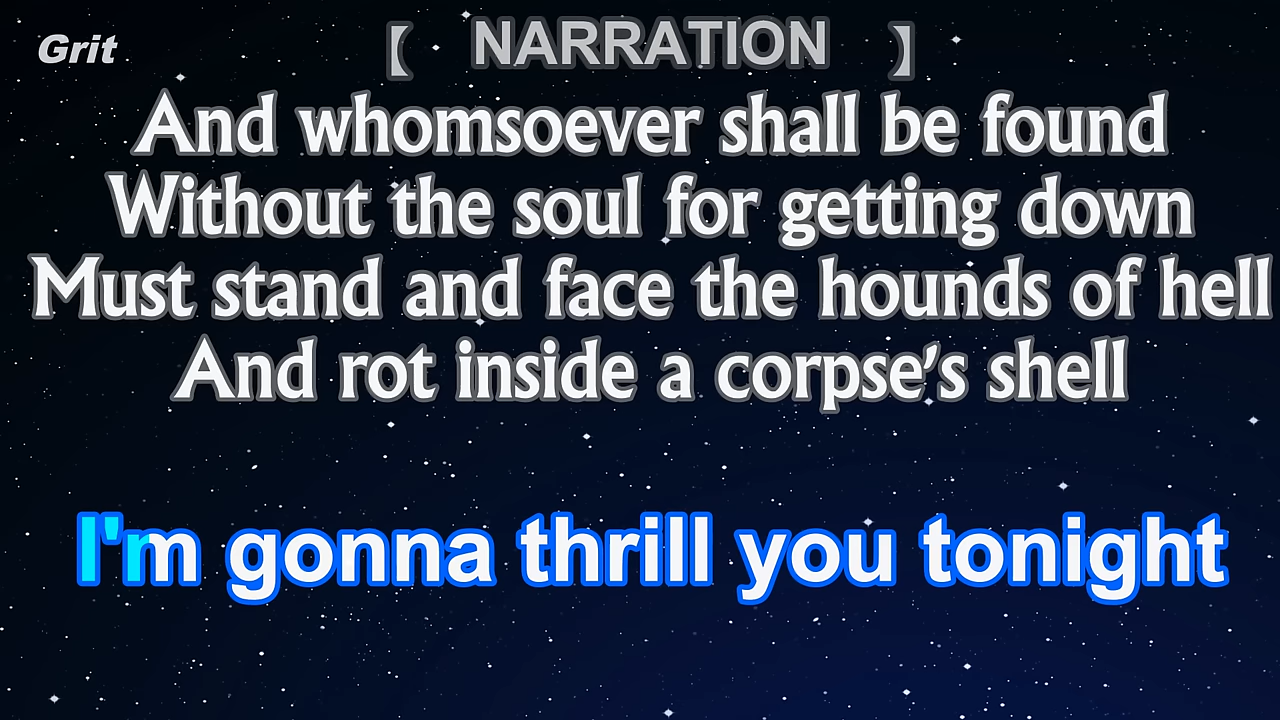 Grit
【 NARRATION 】
And whomsoever shall be found
Without the soul for getting down
Must stand and face the hounds of hell
And rot inside a corpse's shell
I'm gonna thrill you tonight